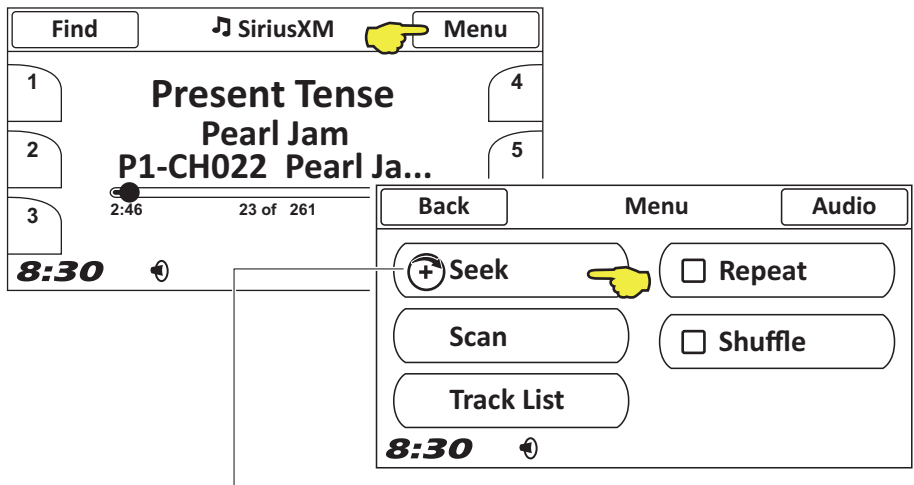 Find SiriusXM Menu
1 Present Tense 4
Pearl Jam
2 P1-CH022 Pearl Ja... 5
3 2:46 23 of 261
8:30
Back Menu Audio
+ Seek Repeat
Scan Shuffle
Track List
8:30